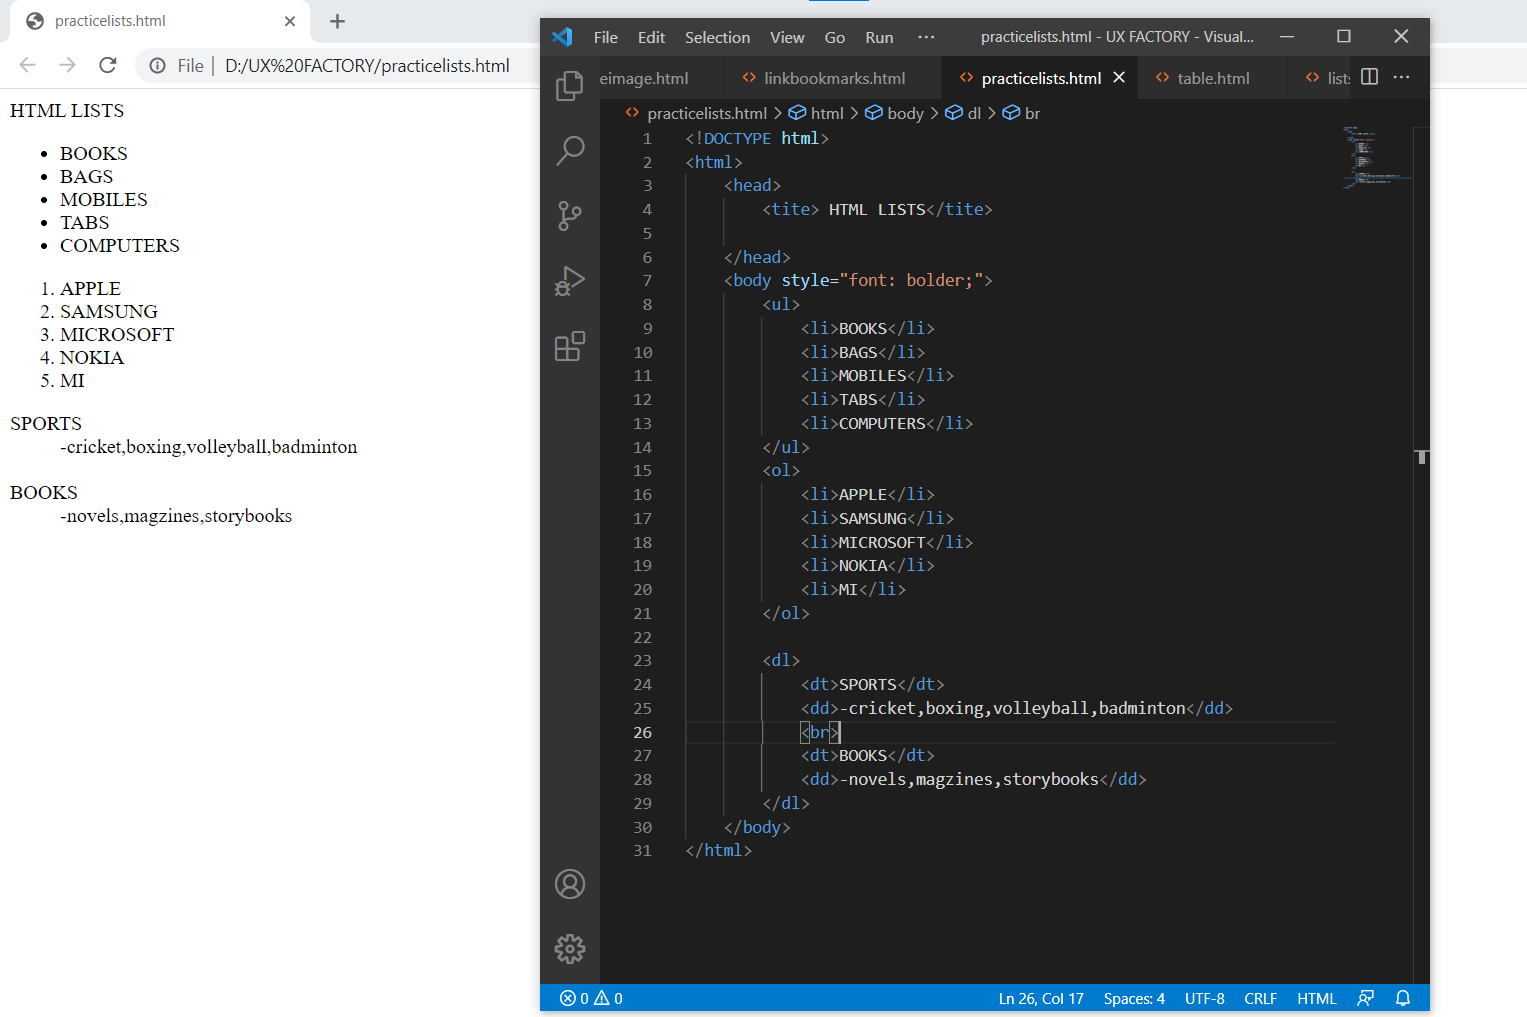 practicelists.html
File D:/UX%20FACTORY/practicelists.html
HTML LISTS
• BOOKS
• BAGS
• MOBILES
• TABS
• COMPUTERS
1. APPLE
2. SAMSUNG
3. MICROSOFT
4. NOKIA
5. MI
SPORTS
-cricket,boxing,volleyball,badminton
BOOKS
-novels,magzines,storybooks
File Edit Selection View Go Run ··· practicelists.html - UX FACTORY - Visual...
eimage.html linkbookmarks.html practicelists.html table.html lists
practicelists.html > html > body > dl > br
1 <!DOCTYPE html>
2 <html>
3 <head>
4 <tite> HTML LISTS</tite>
5
6 </head>
7 <body style="font: bolder;">
8 <ul>
9 <li>BOOKS</li>
10 <li>BAGS</li>
11 <li>MOBILES</li>
12 <li>TABS</li>
13 <li>COMPUTERS</li>
14 </ul>
15 <ol>
16 <li>APPLE</li>
17 <li>SAMSUNG</li>
18 <li>MICROSOFT</li>
19 <li>NOKIA</li>
20 <li>MI</li>
21 </ol>
22
23 <dl>
24 <dt>SPORTS</dt>
25 <dd>-cricket,boxing,volleyball,badminton</dd>
26 <br>
27 <dt>BOOKS</dt>
28 <dd>-novels,magzines,storybooks</dd>
29 </dl>
30 </body>
31 </html>
0 0 Ln 26, Col 17 Spaces: 4 UTF-8 CRLF HTML